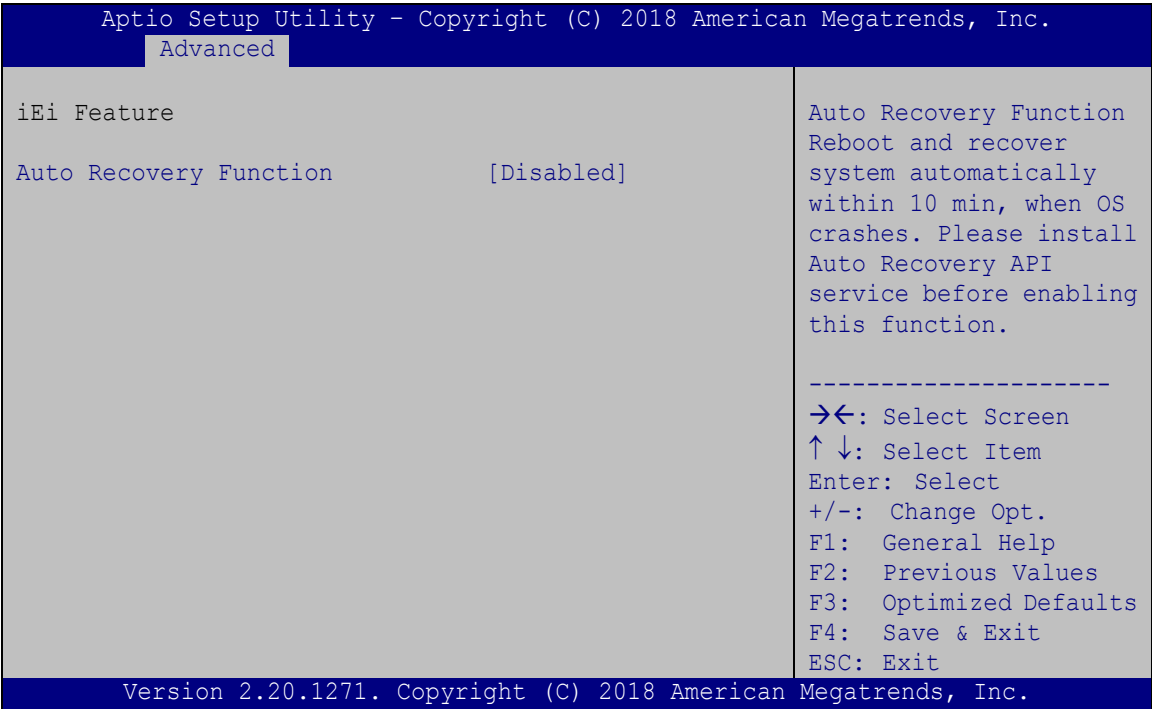 Aptio Setup Utility – Copyright (C) 2018 American Megatrends, Inc.
Advanced
iEi Feature
Auto Recovery Function [Disabled]
Auto Recovery Function
Reboot and recover
system automatically
within 10 min, when OS
crashes. Please install
Auto Recovery API
service before enabling
this function.
---------------------
→←: Select Screen
↑ ↓: Select Item
Enter: Select
+/-: Change Opt.
F1: General Help
F2: Previous Values
F3: Optimized Defaults
F4: Save & Exit
ESC: Exit
Version 2.20.1271. Copyright (C) 2018 American Megatrends, Inc.